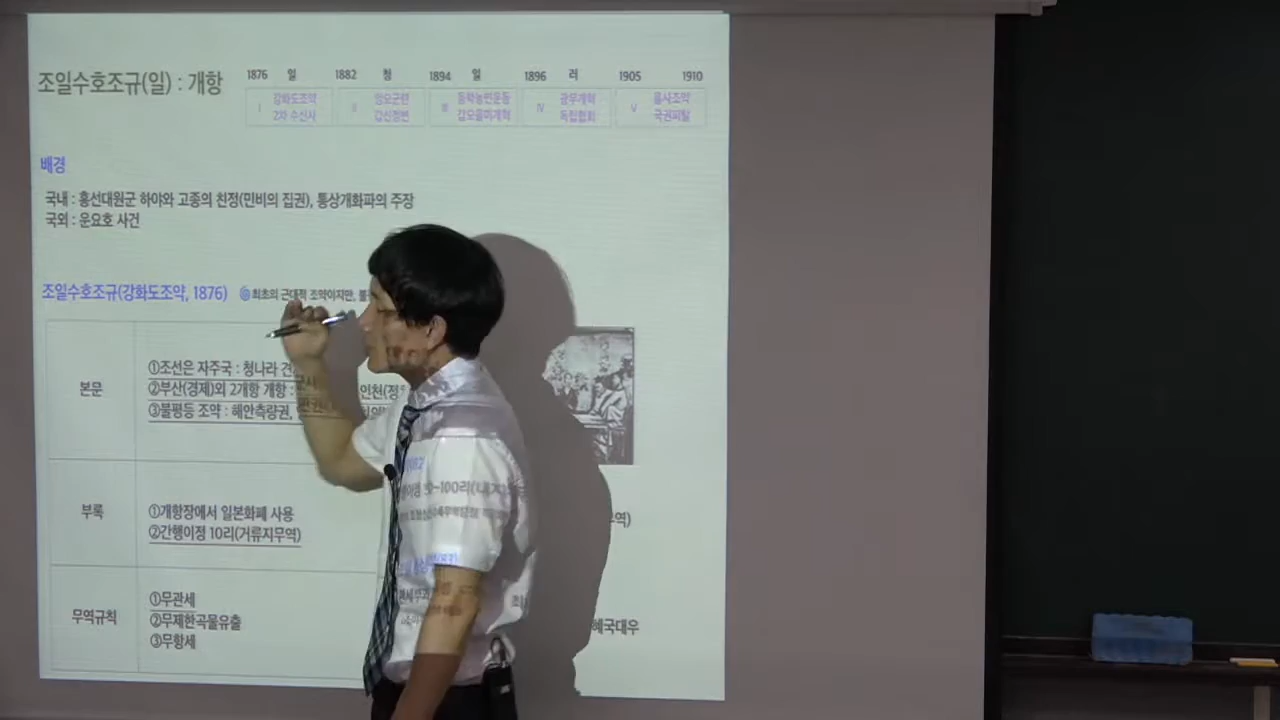 조일수호조규(일) : 개항
1876 일 1882 청 1894 일 1896 러 1905 1910
Ⅰ 강화도조약 2차 수신사
Ⅱ 임오군란 갑신정변
Ⅲ 동학농민운동 갑오을미개혁
Ⅳ 광무개혁 독립협회
Ⅴ 을사조약 국권피탈
배경
국내 : 흥선대원군 하야와 고종의 친정(민비의 집권), 통상개화파의 주장
국외 : 운요호 사건
조일수호조규(강화도조약, 1876) 최초의 근대적 조약이지만,
본문
①조선은 자주국 : 청나라
②부산(경제)외 2개항 개항 : 인천(정
③불평등 조약 : 해안측량권,
부록
①개항장에서 일본화폐 사용
②간행이정 10리(거류지무역)
무역규칙
①무관세
②무제한곡물유출
③무항세
역)
혜국대우